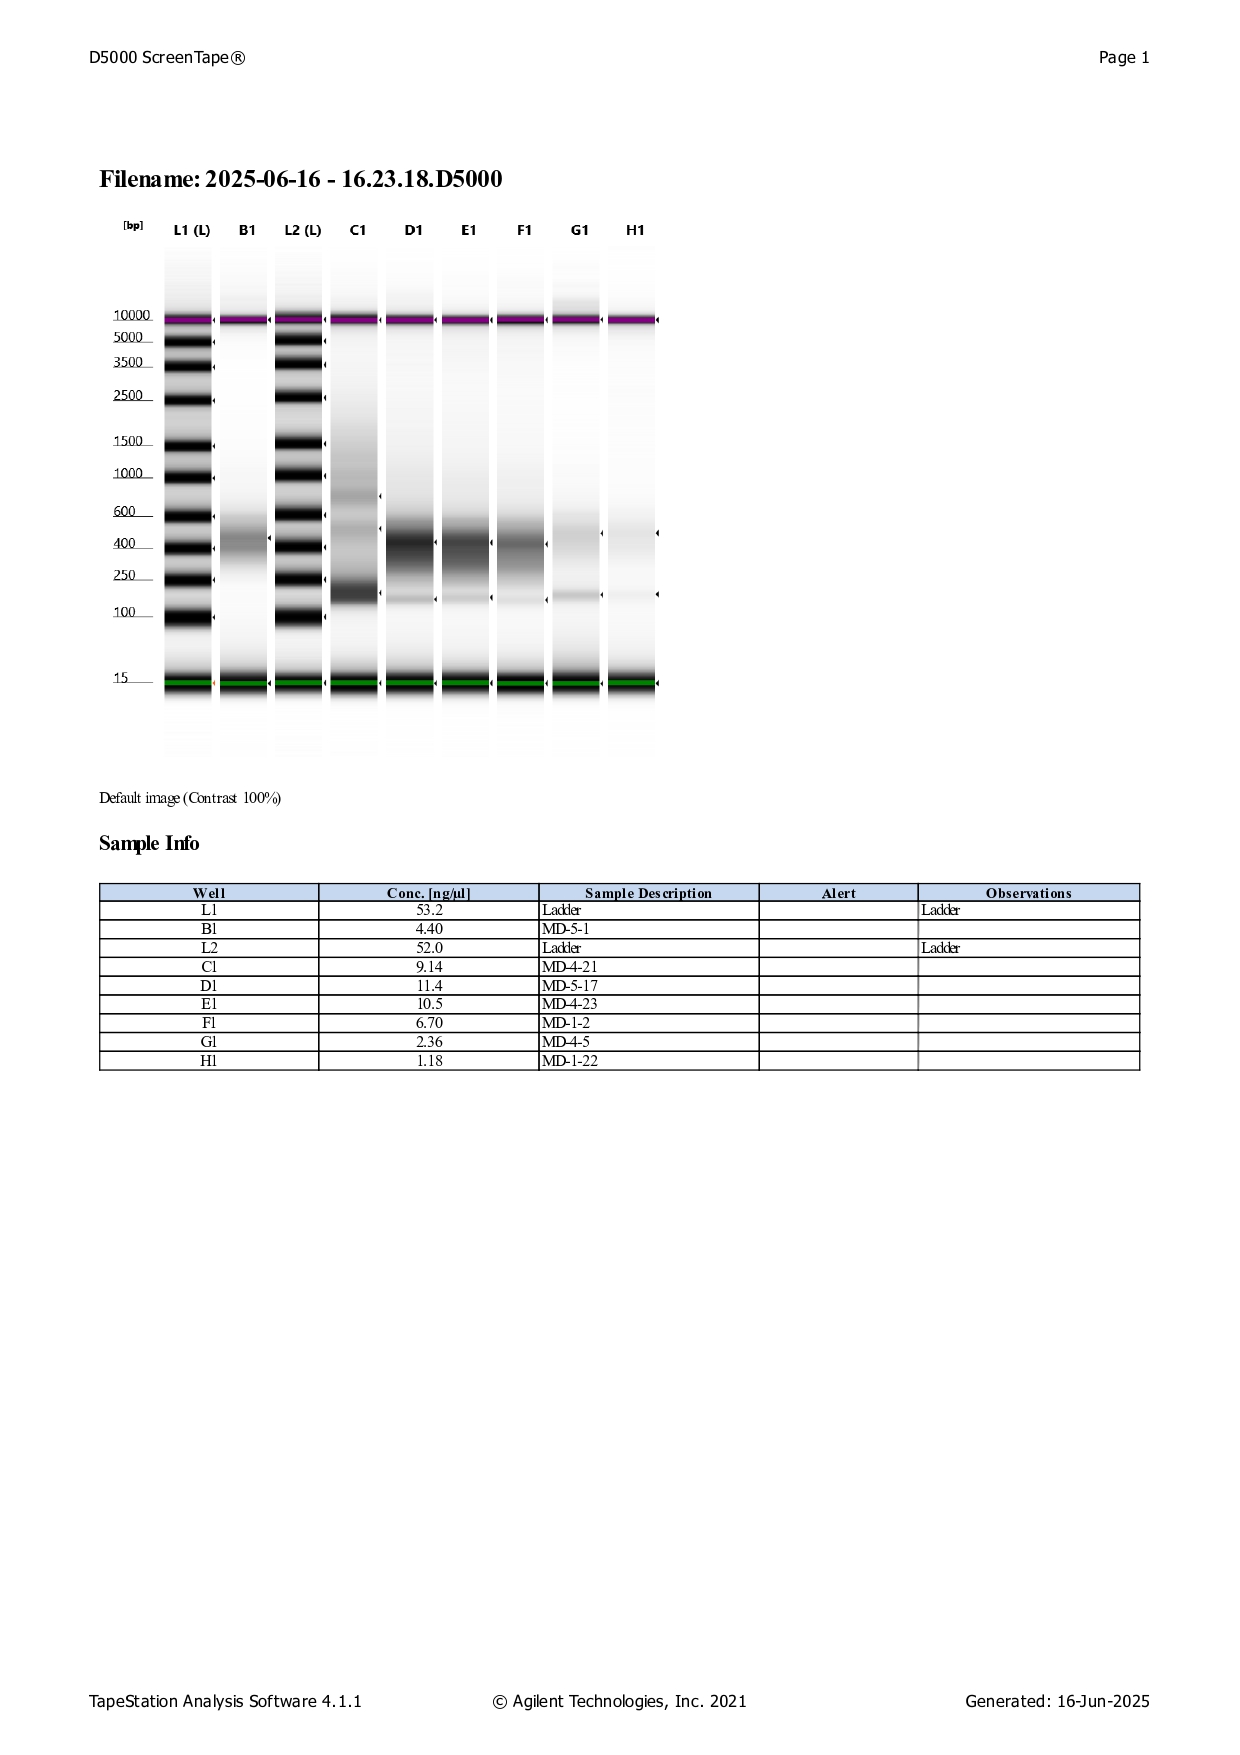 D5000 ScreenTape® Page 1
Filename: 2025-06-16 - 16.23.18.D5000
[bp] L1 (L) B1 L2 (L) C1 D1 E1 F1 G1 H1
10000
5000
3500
2500
1500
1000
600
400
250
100
15
Default image (Contrast 100%)
Sample Info
Well Conc. [ng/µl] Sample Description Alert Observations
L1 53.2 Ladder Ladder
B1 4.40 MD-5-1
L2 52.0 Ladder Ladder
C1 9.14 MD-4-21
D1 11.4 MD-5-17
E1 10.5 MD-4-23
F1 6.70 MD-1-2
G1 2.36 MD-4-5
H1 1.18 MD-1-22
TapeStation Analysis Software 4.1.1 © Agilent Technologies, Inc. 2021 Generated: 16-Jun-2025